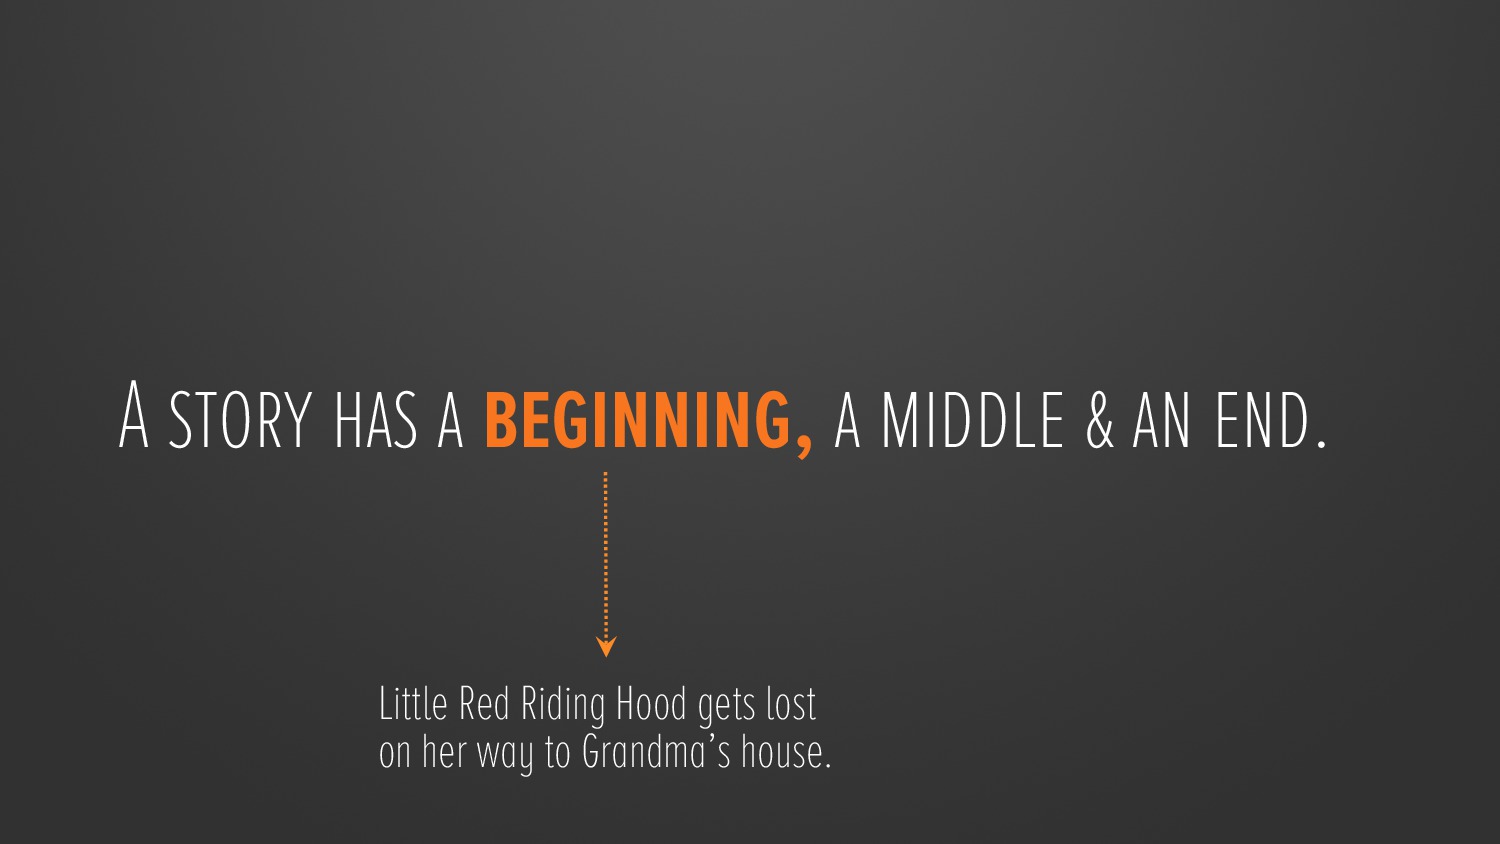 A STORY HAS A BEGINNING, A MIDDLE & AN END.
Little Red Riding Hood gets lost
on her way to Grandma’s house.